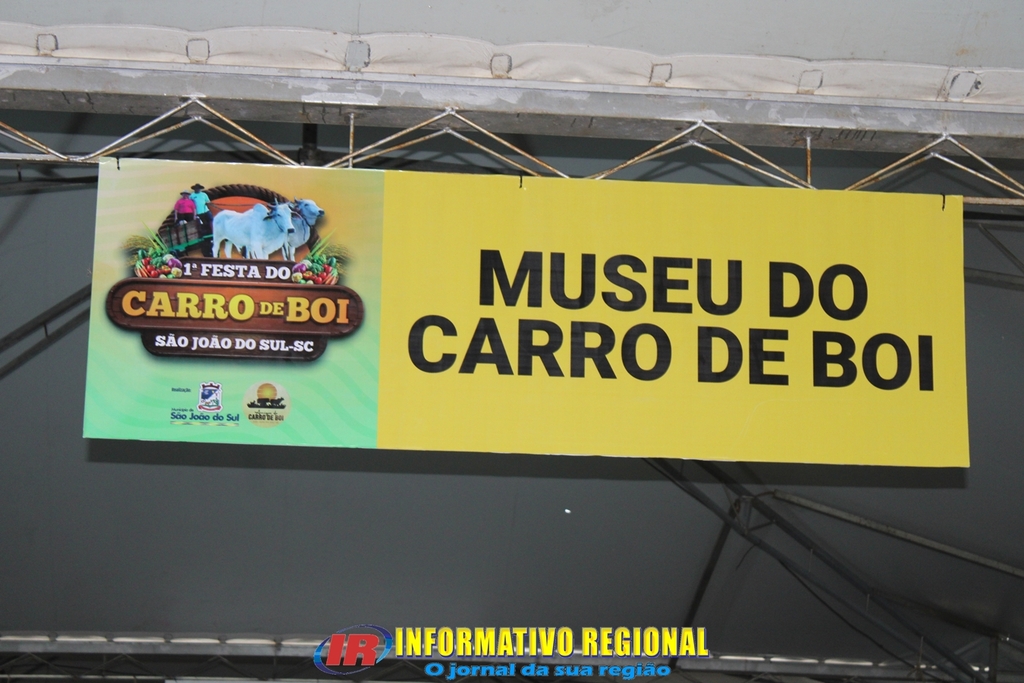 1ª FESTA DO
CARRO DE BOI
SÃO JOÃO DO SUL-SC
São João do Sul
CARRO DE BOI
MUSEU DO
CARRO DE BOI
IR INFORMATIVO REGIONAL
O jornal da sua região